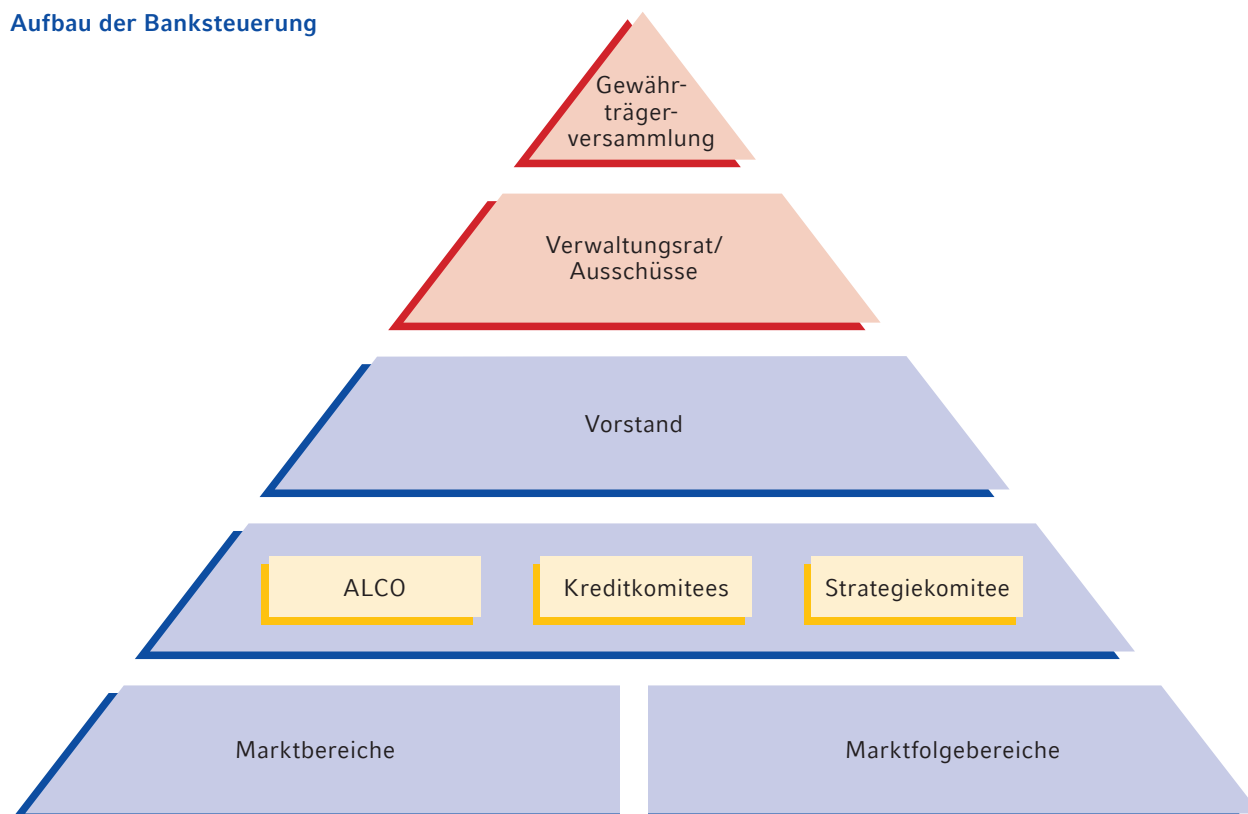 Aufbau der Banksteuerung
Gewähr-
träger-
versammlung
Verwaltungsrat/
Ausschüsse
Vorstand
ALCO
Kreditkomitees
Strategiekomitee
Marktbereiche
Marktfolgebereiche